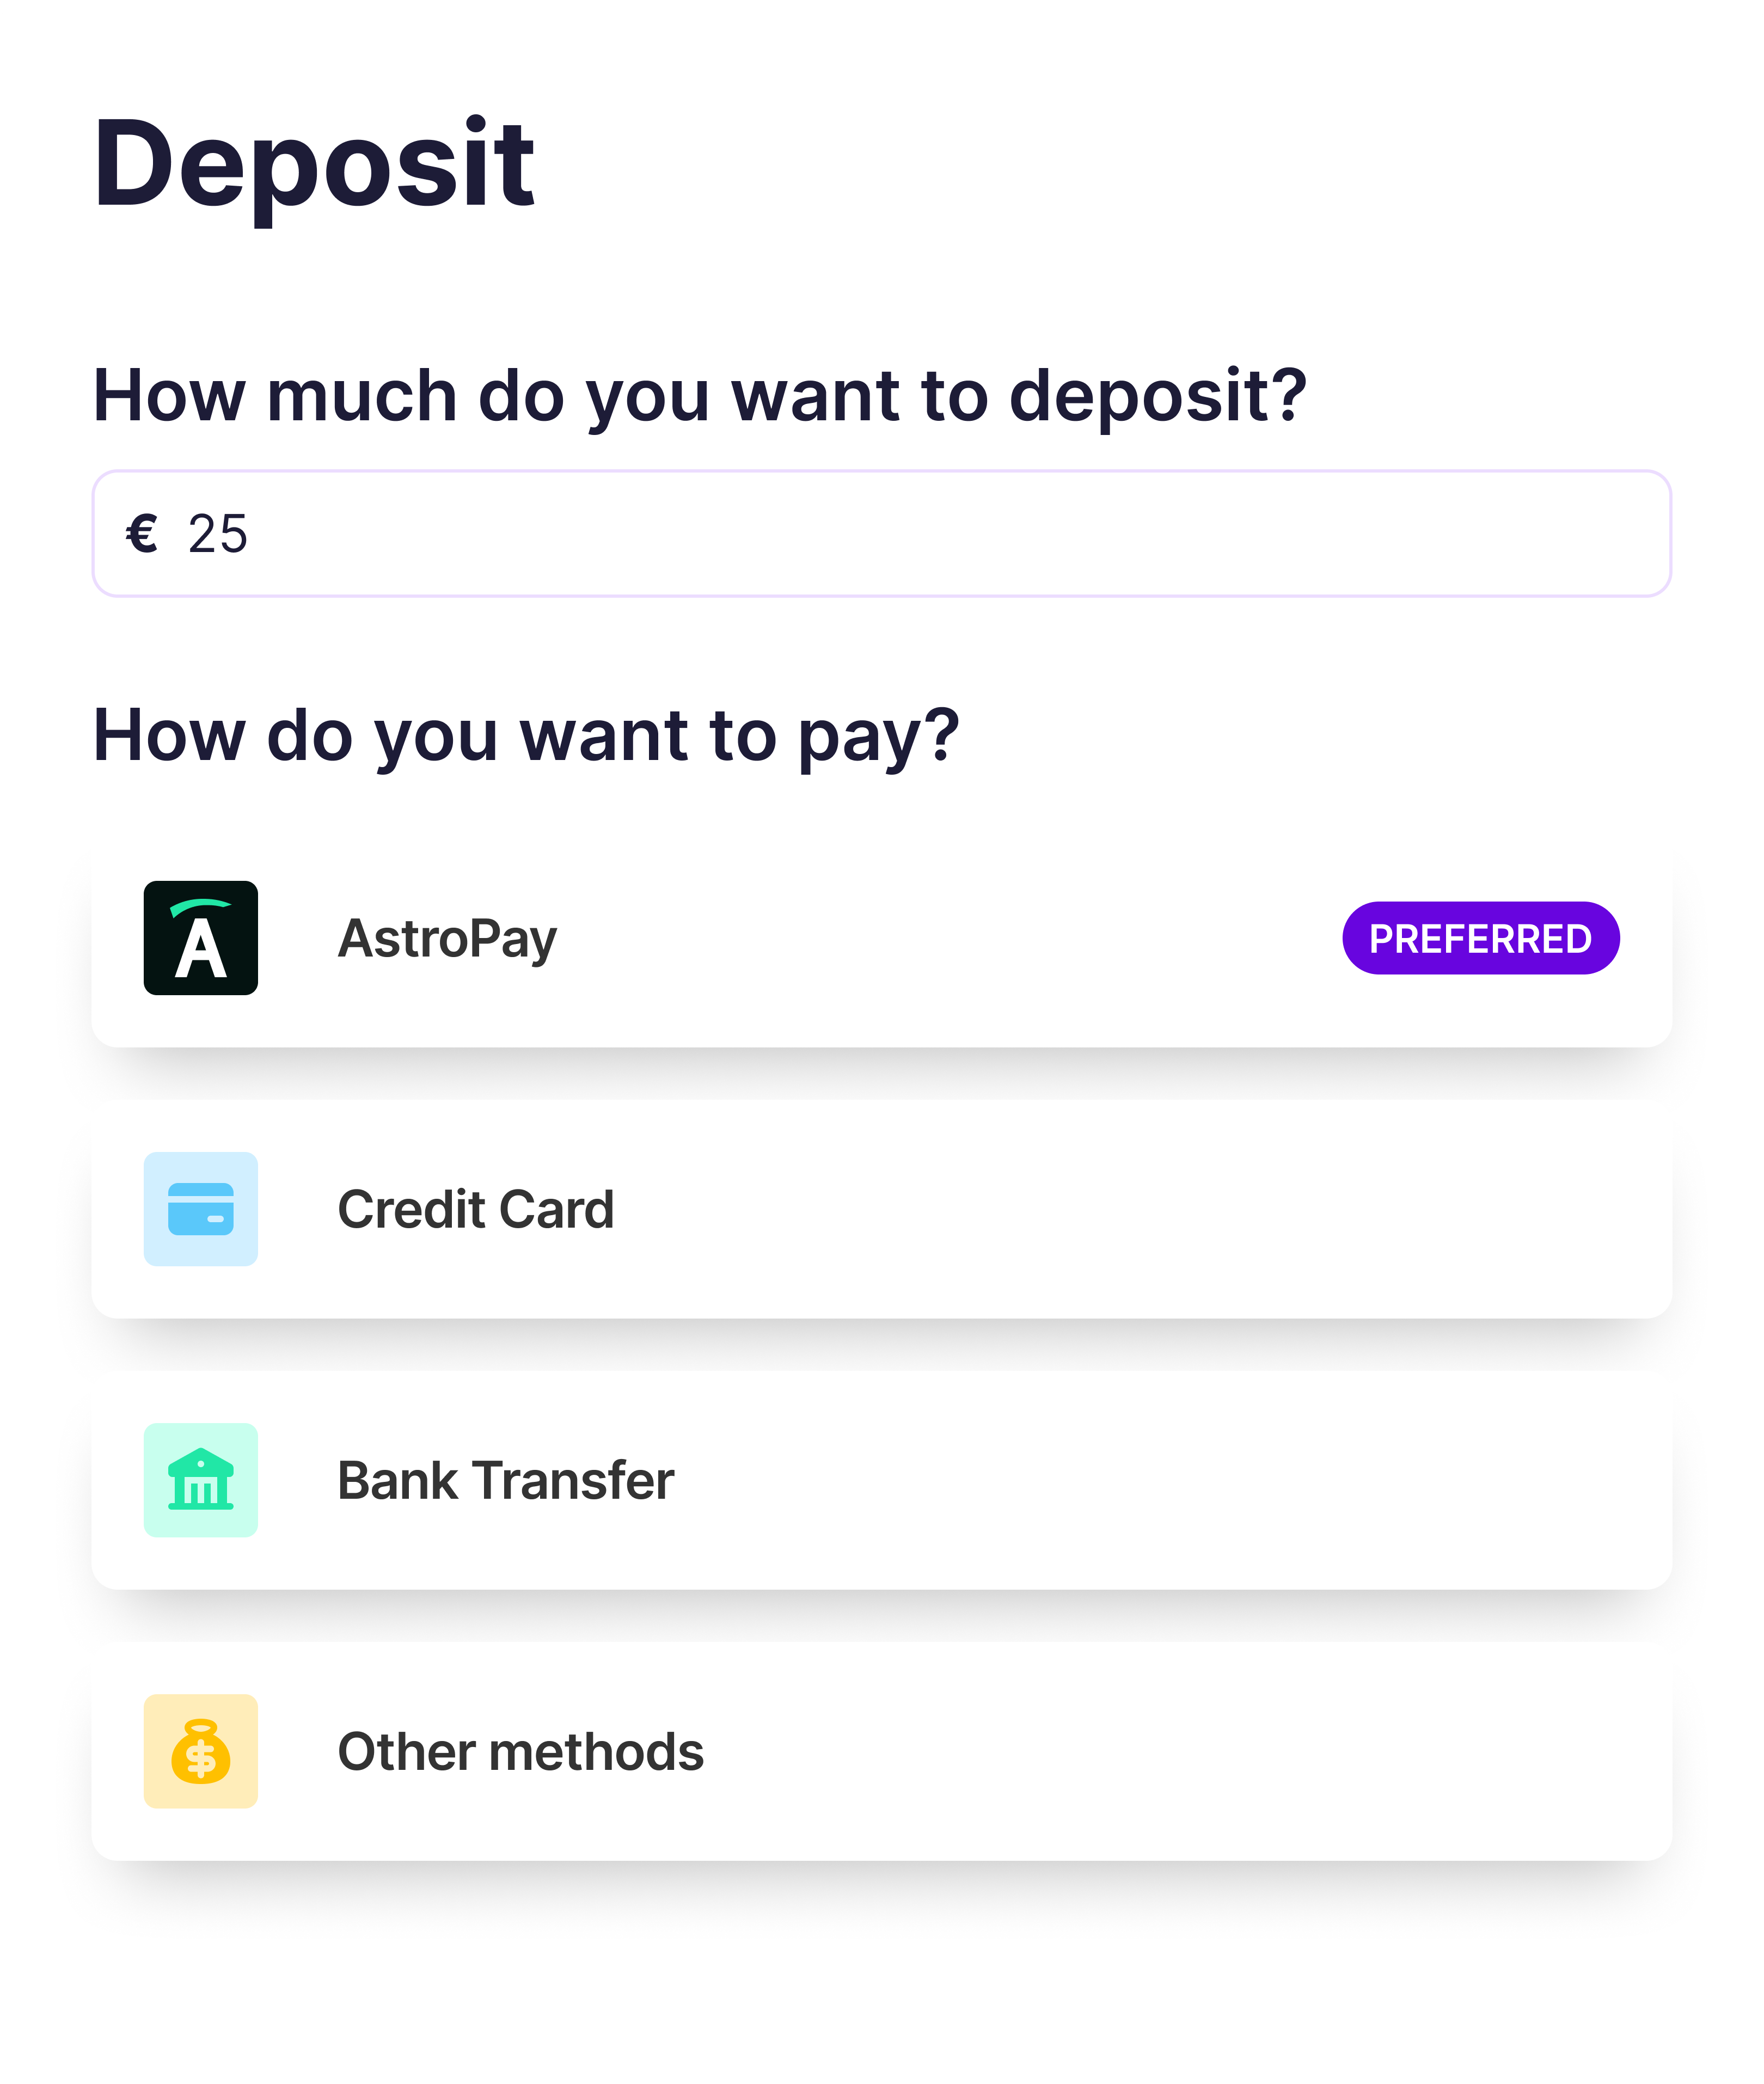 Deposit
How much do you want to deposit?
€ 25
How do you want to pay?
A
AstroPay
PREFERRED
Credit Card
Bank Transfer
$
Other methods